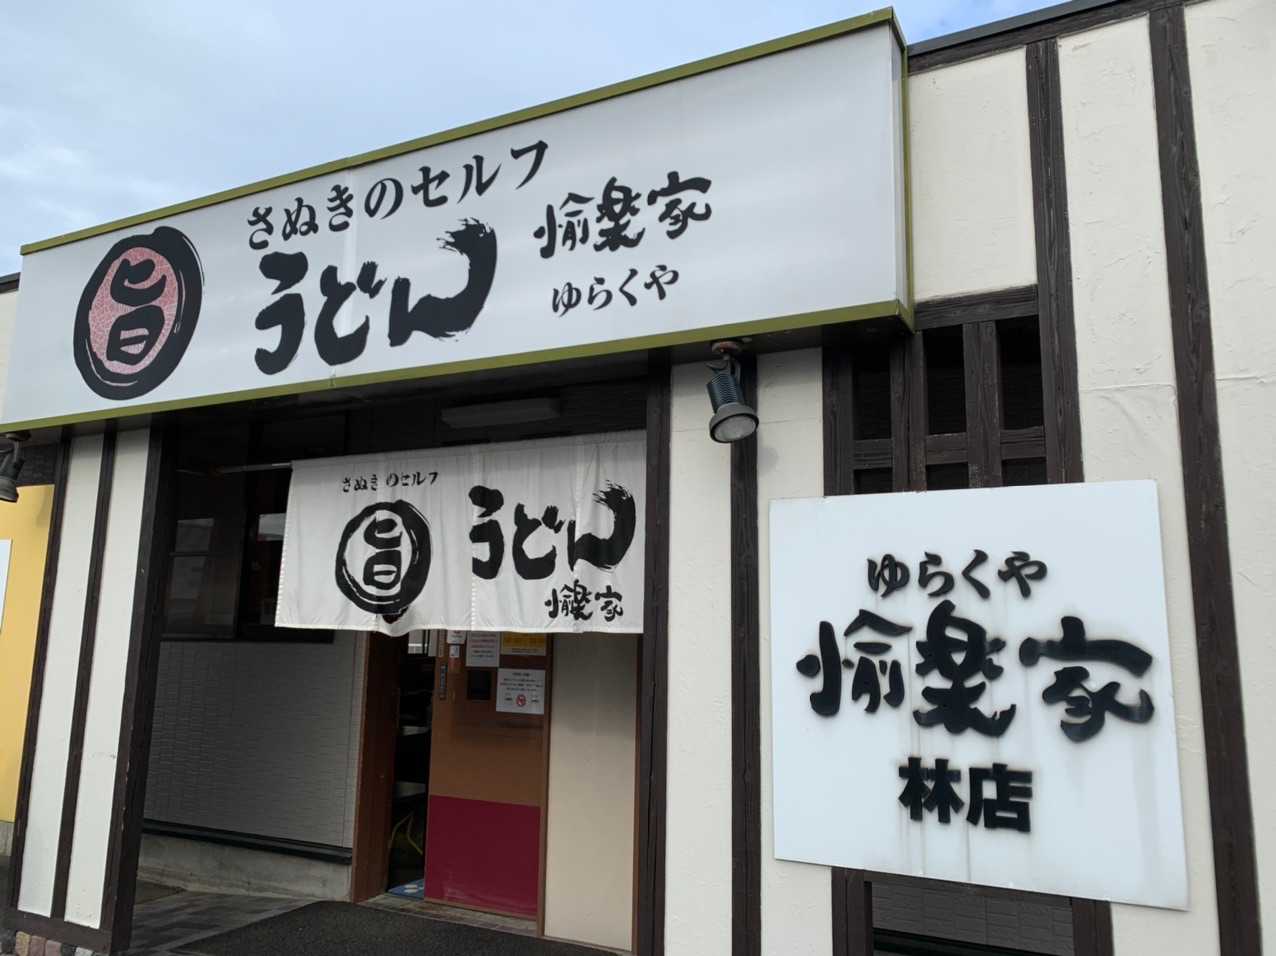 旨
さぬきのセルフ
うどん
愉楽家
ゆらくや
さぬきのセルフ
旨
うどん
愉楽家
ゆらくや
愉楽家
林店